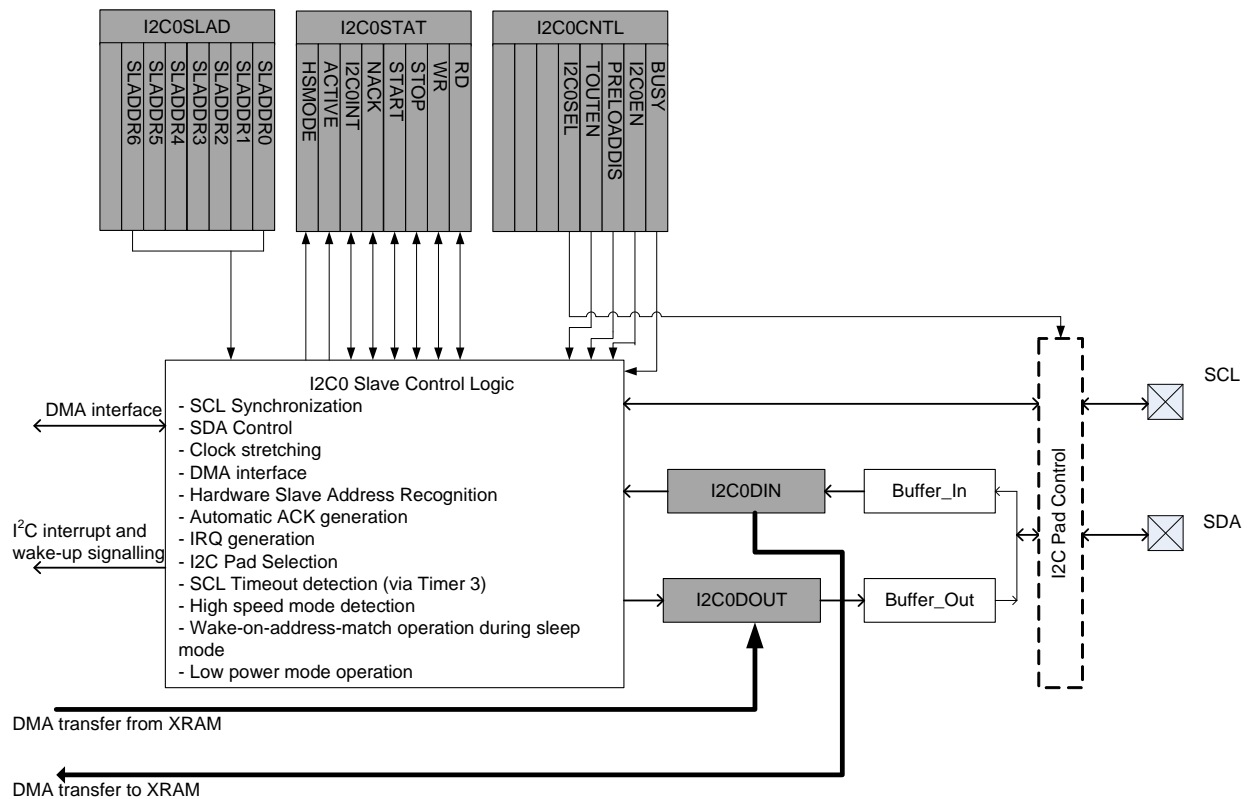 I2C0SLAD
SLADDR6
SLADDR5
SLADDR4
SLADDR3
SLADDR2
SLADDR1
SLADDR0
I2C0STAT
HSMODE
ACTIVE
I2C0INT
NACK
START
STOP
WR
RD
I2C0CNTL
I2C0SEL
TOUTEN
PRELOADDIS
I2C0EN
BUSY
I2C0 Slave Control Logic
- SCL Synchronization
- SDA Control
- Clock stretching
- DMA interface
- Hardware Slave Address Recognition
- Automatic ACK generation
- IRQ generation
- I2C Pad Selection
- SCL Timeout detection (via Timer 3)
- High speed mode detection
- Wake-on-address-match operation during sleep
mode
- Low power mode operation
DMA interface
I²C interrupt and
wake-up signalling
I2C0DIN
Buffer_In
I2C0DOUT
Buffer_Out
I2C Pad Control
SCL
SDA
DMA transfer from XRAM
DMA transfer to XRAM